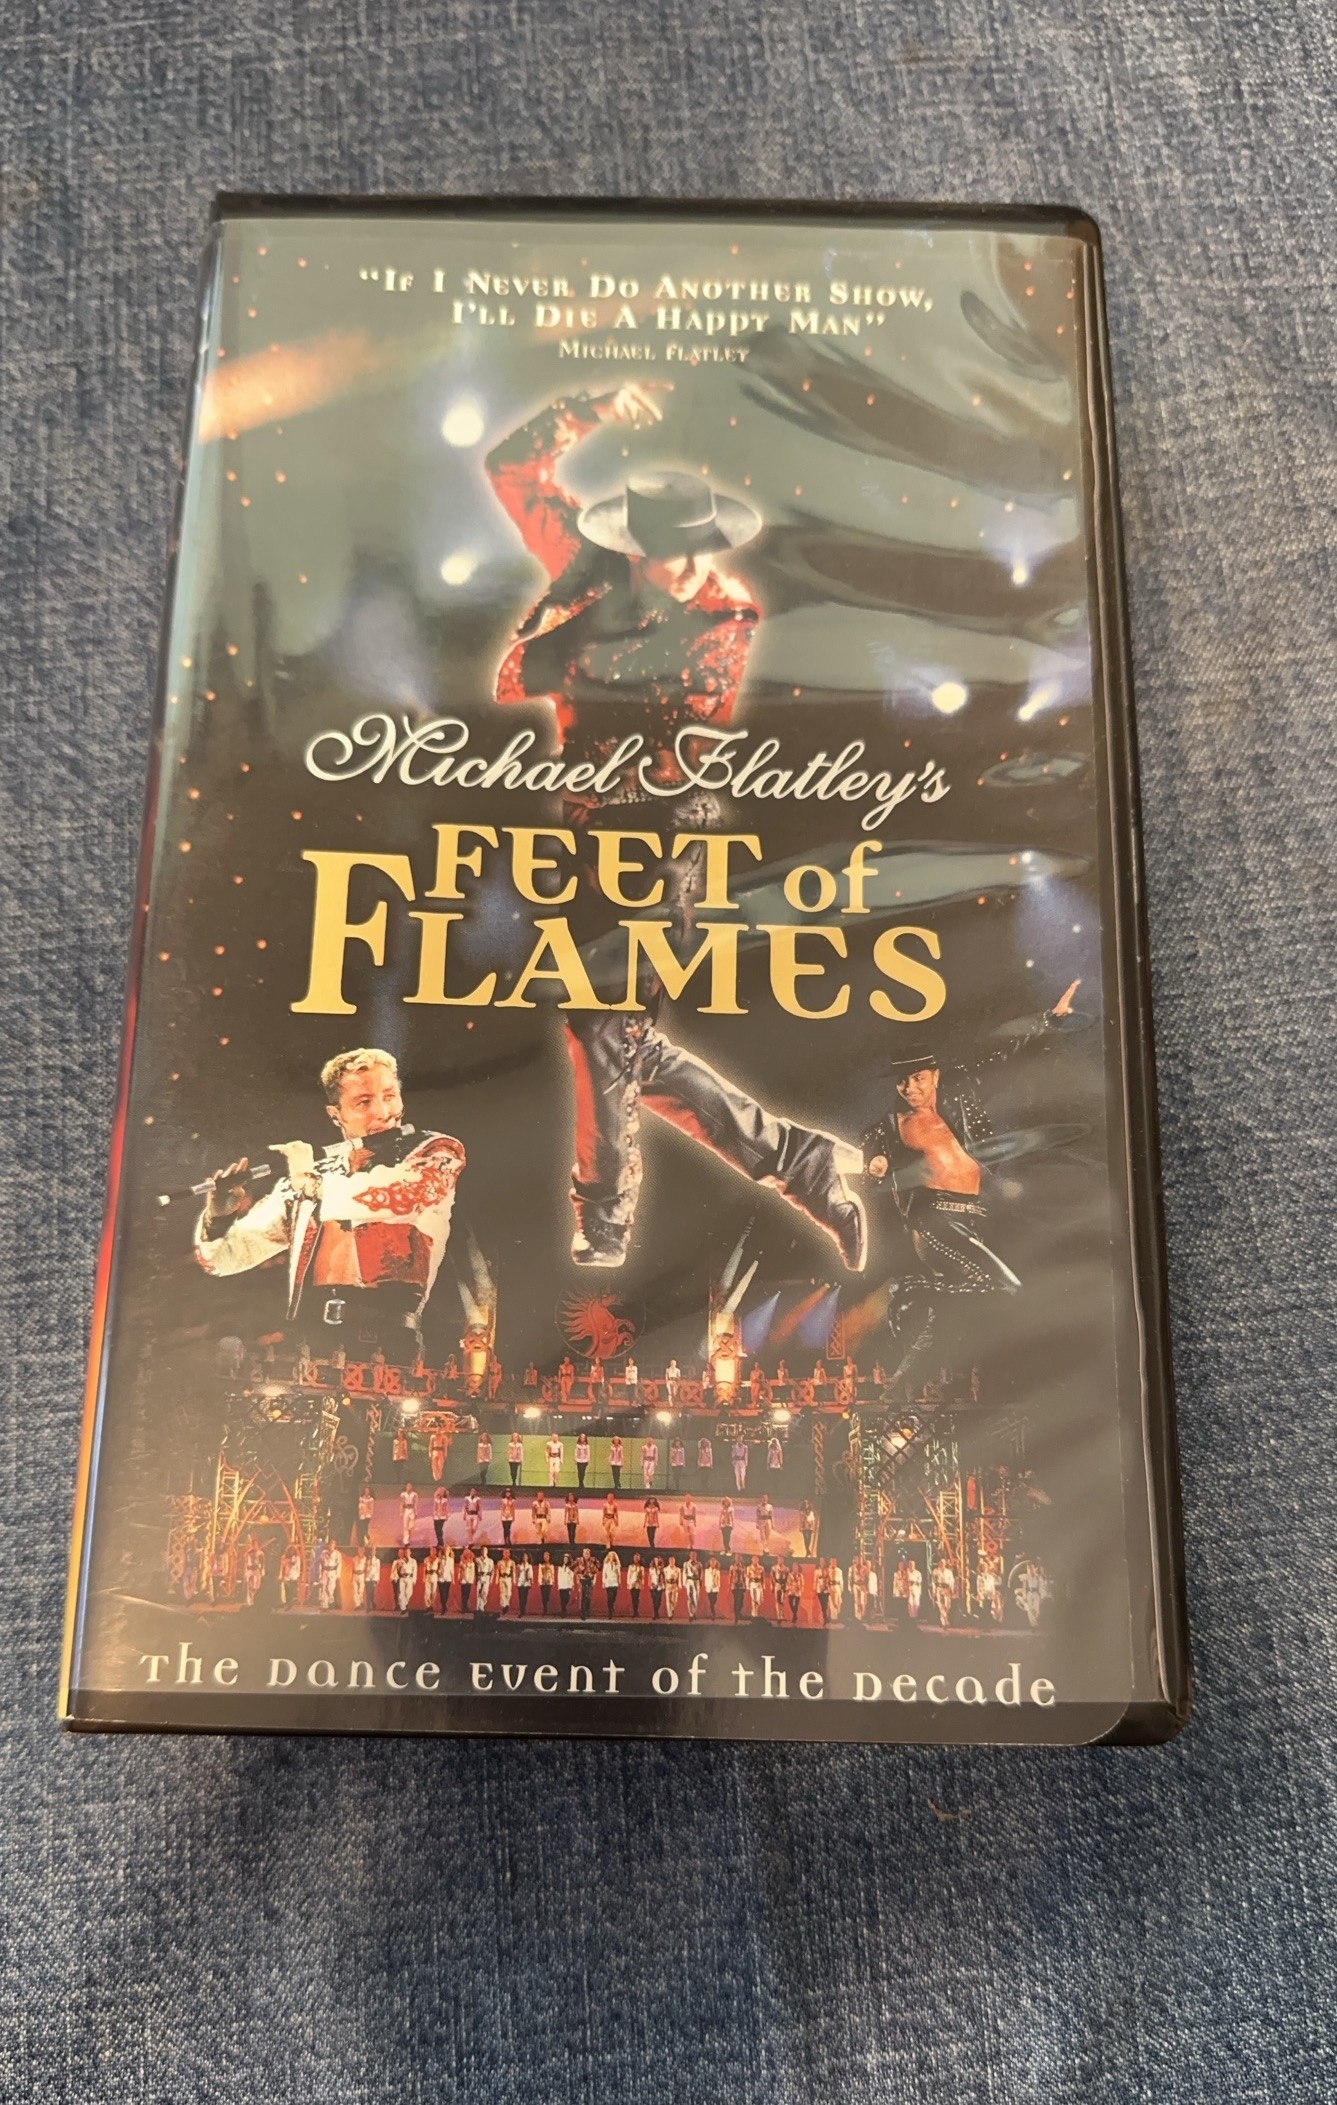 “If I Never Do Another Show,
I'll Die A Happy Man”
Michael Flatley
Michael Flatley's
FEET of
FLAMES
The Dance Event of the Decade